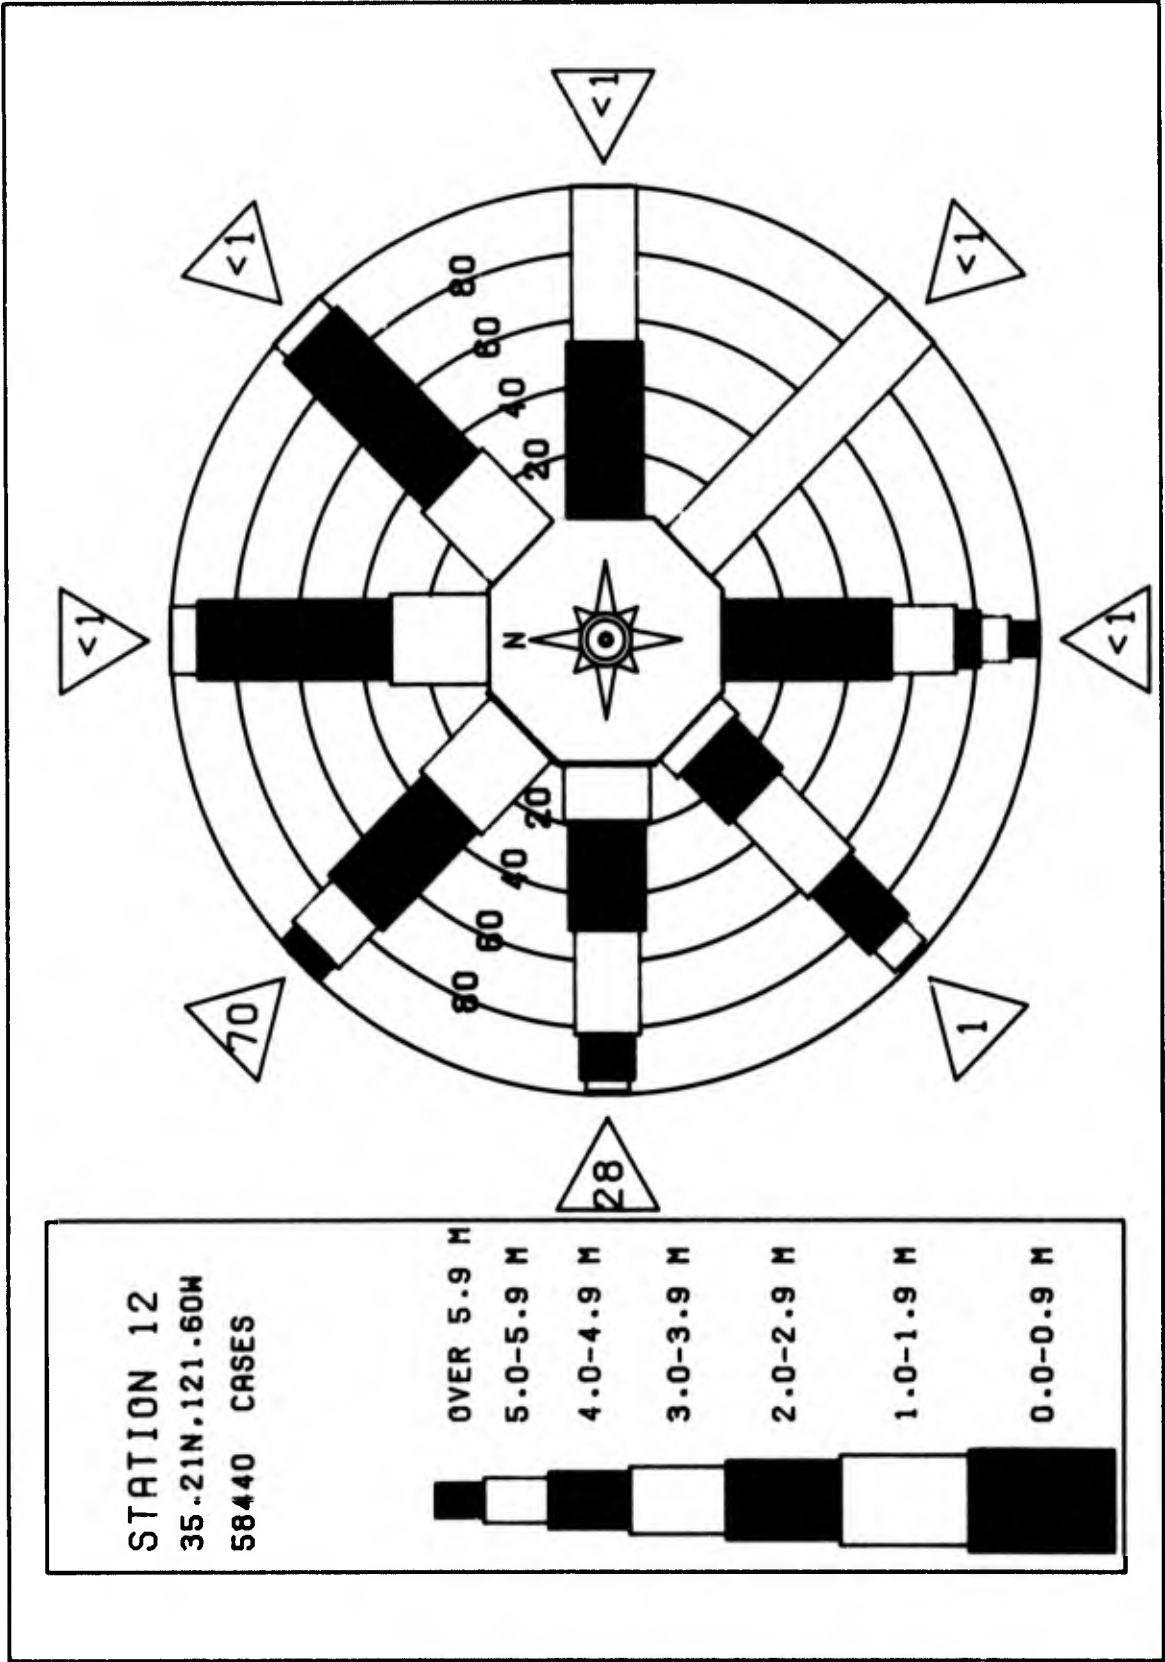 STATION 12
35.21N,121.60W
58440 CASES
OVER 5.9 M
5.0-5.9 M
4.0-4.9 M
3.0-3.9 M
2.0-2.9 M
1.0-1.9 M
0.0-0.9 M
<1
<1
<1
<1
<1
1
28
70
N
20
40
60
80
20
40
60
80